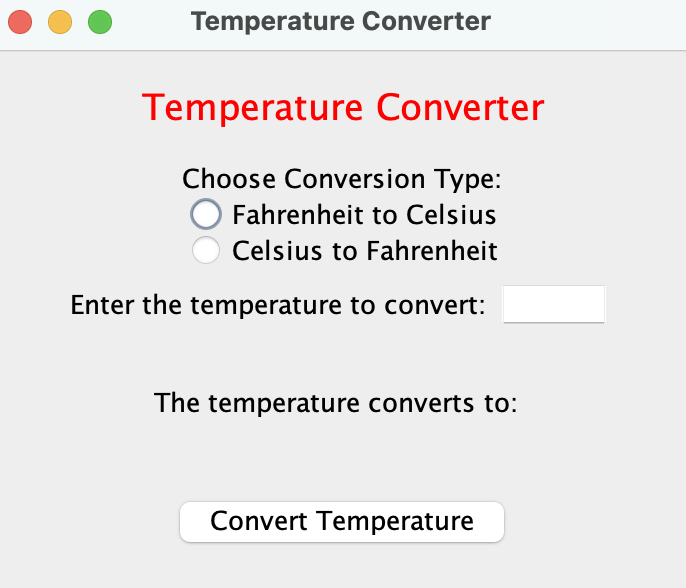 Temperature Converter
Temperature Converter
Choose Conversion Type:
Fahrenheit to Celsius
Celsius to Fahrenheit
Enter the temperature to convert:
The temperature converts to:
Convert Temperature